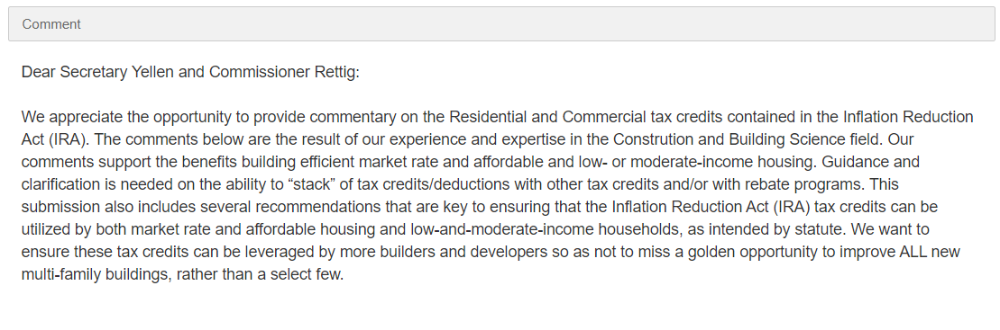 Comment
Dear Secretary Yellen and Commissioner Rettig:
We appreciate the opportunity to provide commentary on the Residential and Commercial tax credits contained in the Inflation Reduction
Act (IRA). The comments below are the result of our experience and expertise in the Constrution and Building Science field. Our
comments support the benefits building efficient market rate and affordable and low- or moderate-income housing. Guidance and
clarification is needed on the ability to “stack” of tax credits/deductions with other tax credits and/or with rebate programs. This
submission also includes several recommendations that are key to ensuring that the Inflation Reduction Act (IRA) tax credits can be
utilized by both market rate and affordable housing and low-and-moderate-income households, as intended by statute. We want to
ensure these tax credits can be leveraged by more builders and developers so as not to miss a golden opportunity to improve ALL new
multi-family buildings, rather than a select few.